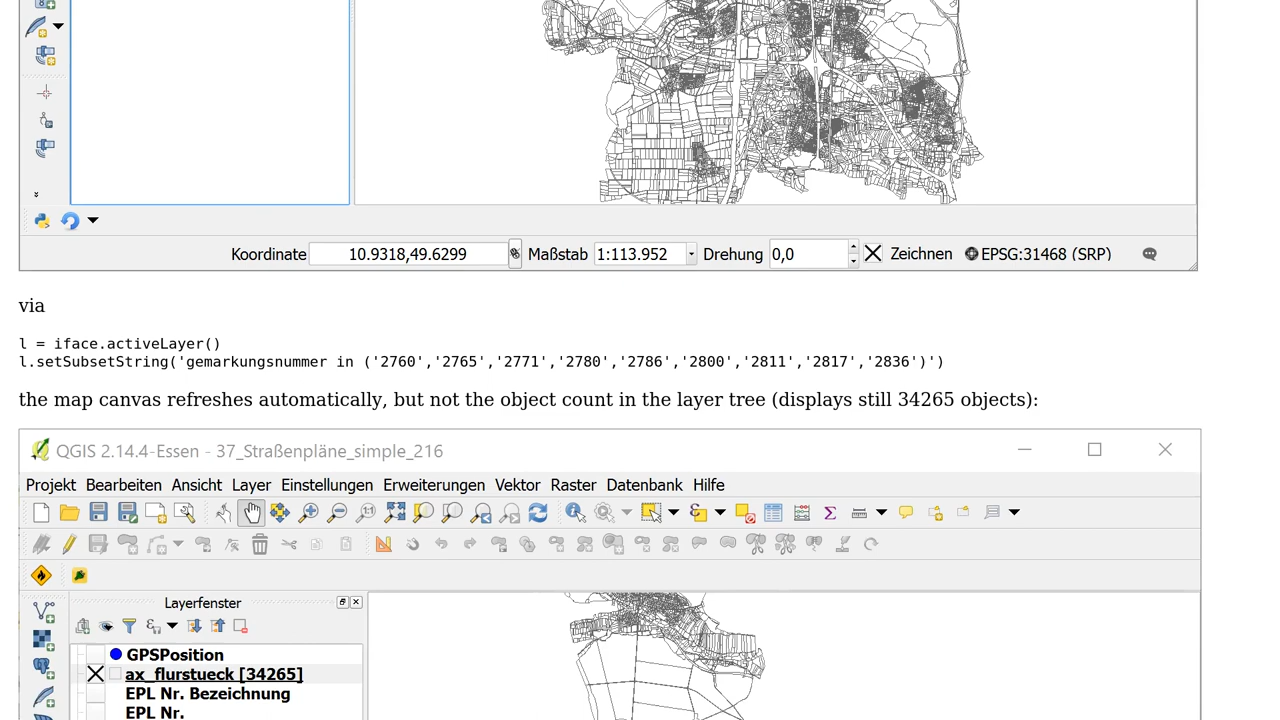 Koordinate 10.9318,49.6299 Maßstab 1:113.952 Drehung 0,0 Zeichnen EPSG:31468 (SRP)
via
l = iface.activeLayer()
l.setSubsetString('gemarkungsnummer in ('2760','2765','2771','2780','2786','2800','2811','2817','2836')')
the map canvas refreshes automatically, but not the object count in the layer tree (displays still 34265 objects):
QGIS 2.14.4-Essen - 37_Straßenpläne_simple_216
Projekt Bearbeiten Ansicht Layer Einstellungen Erweiterungen Vektor Raster Datenbank Hilfe
Layerfenster
GPSPosition
ax_flurstueck [34265]
EPL Nr. Bezeichnung
EPL Nr.